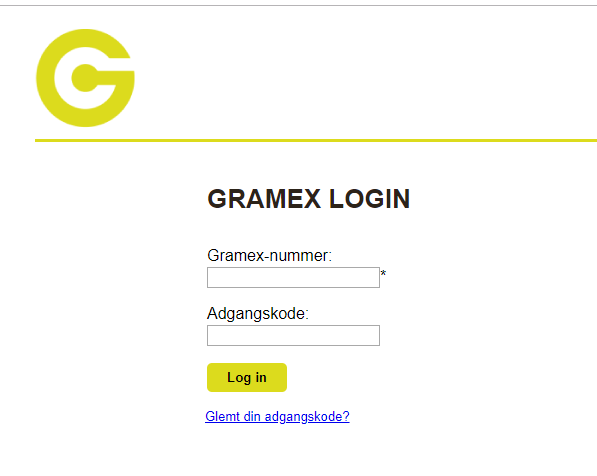 GRAMEX LOGIN
Gramex-nummer:
*
Adgangskode:
Log in
Glemt din adgangskode?